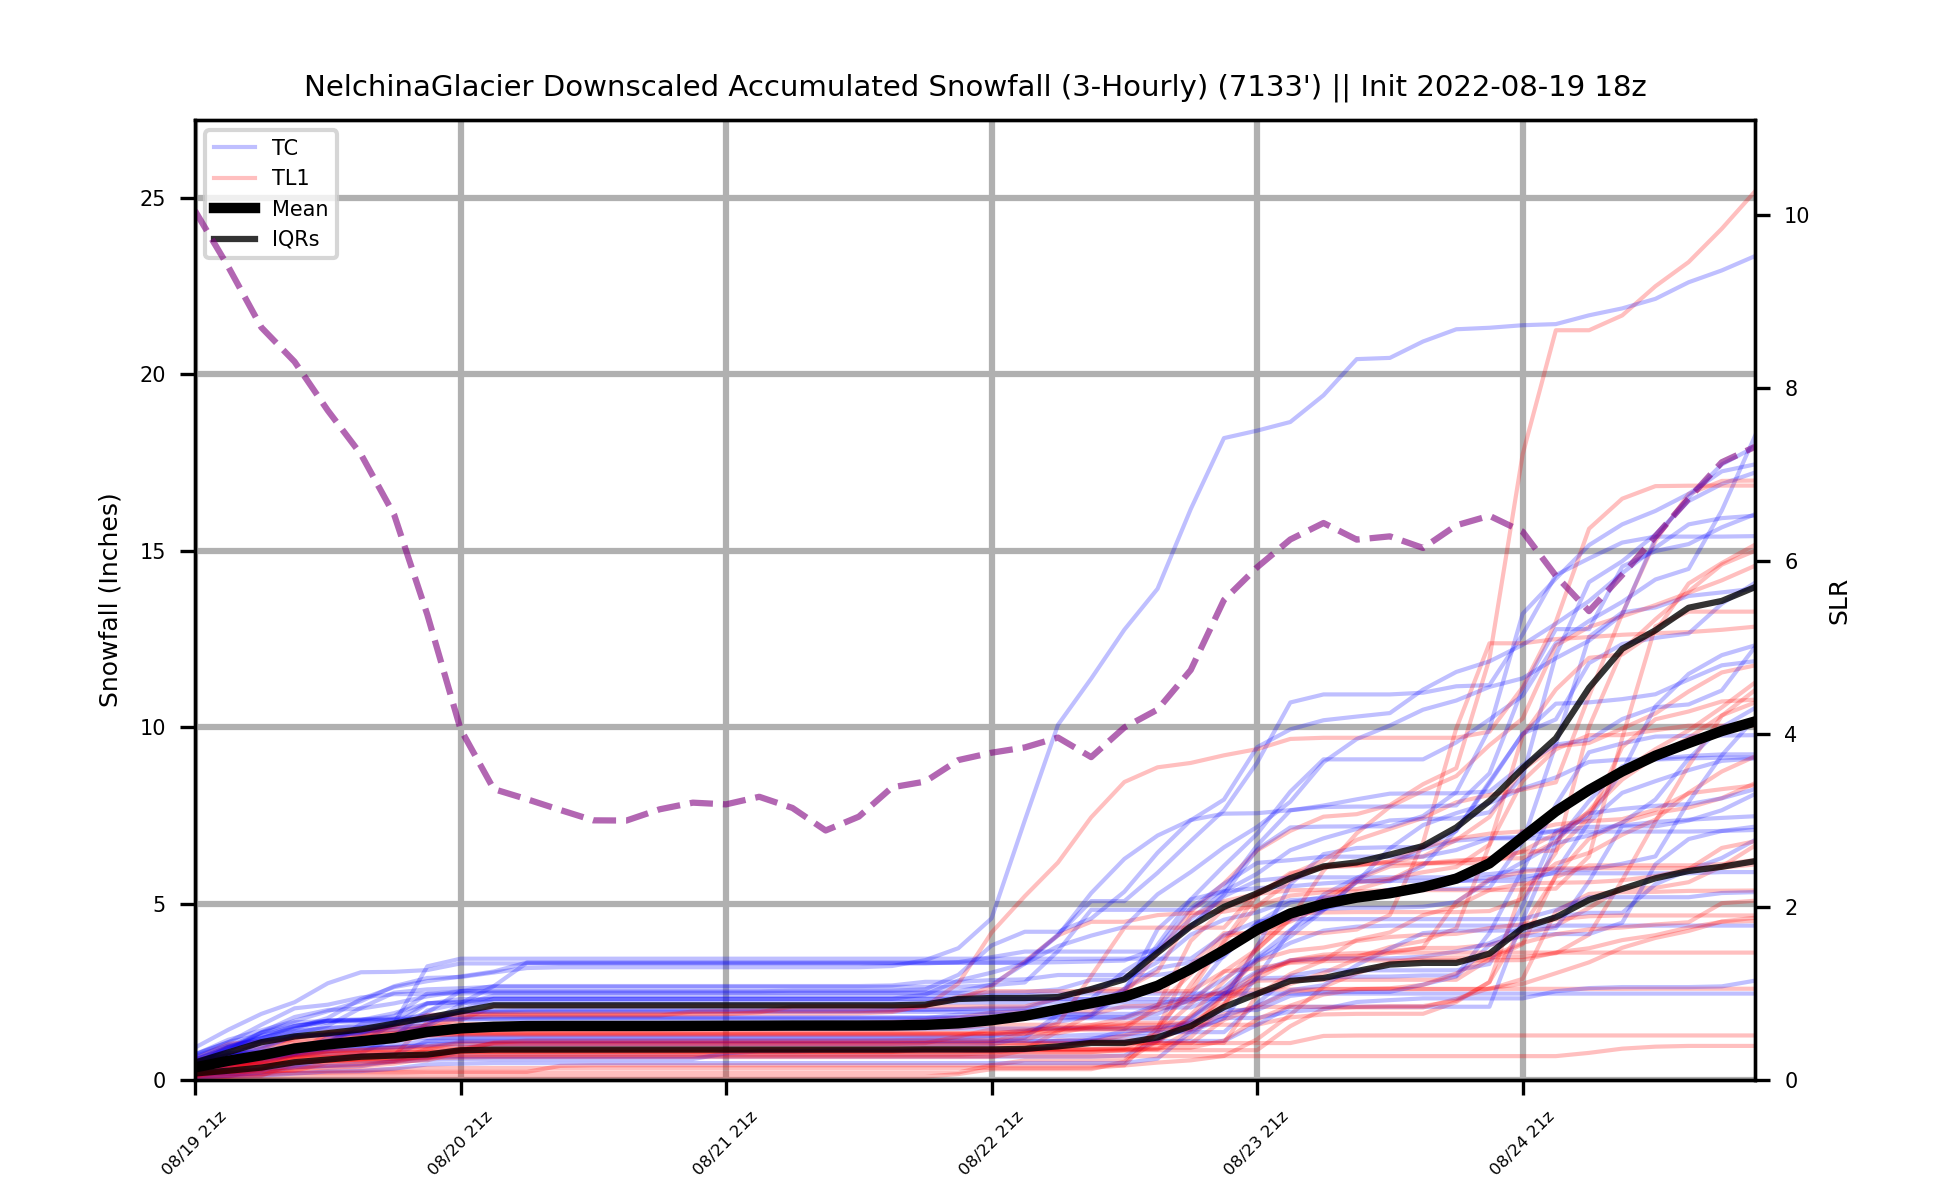 NelchinaGlacier Downscaled Accumulated Snowfall (3-Hourly) (7133') || Init 2022-08-19 18z
TC
TL1
Mean
IQRs
Snowfall (Inches)
25
20
15
10
5
0
10
8
6
4
2
0
SLR
08/19 21z
08/20 21z
08/21 21z
08/22 21z
08/23 21z
08/24 21z